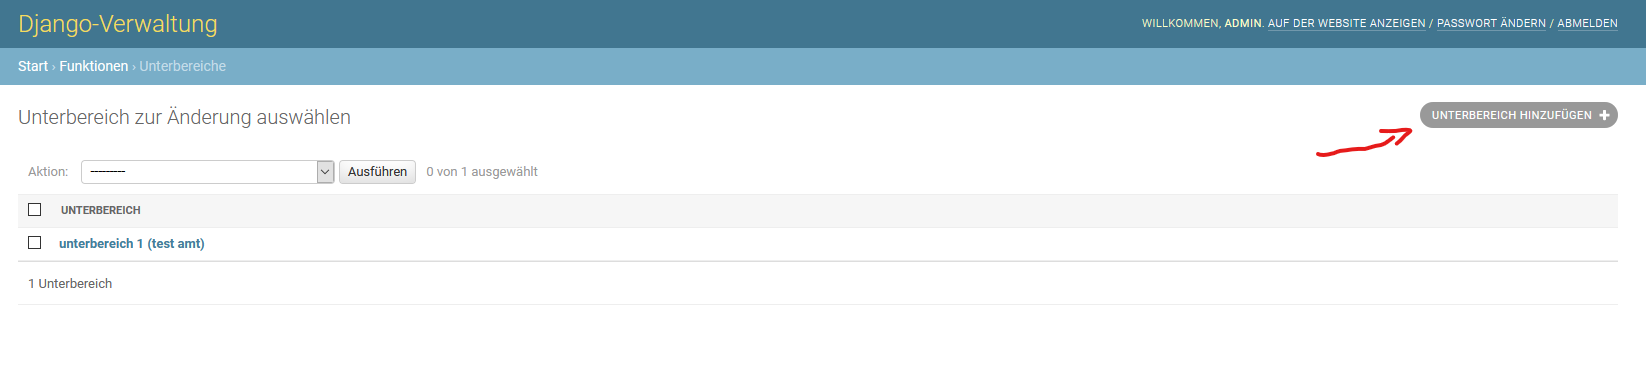 Django-Verwaltung
WILLKOMMEN, ADMIN. AUF DER WEBSITE ANZEIGEN / PASSWORT ÄNDERN / ABMELDEN
Start › Funktionen › Unterbereiche
Unterbereich zur Änderung auswählen
UNTERBEREICH HINZUFÜGEN +
Aktion: --------- Ausführen 0 von 1 ausgewählt
UNTERBEREICH
unterbereich 1 (test amt)
1 Unterbereich